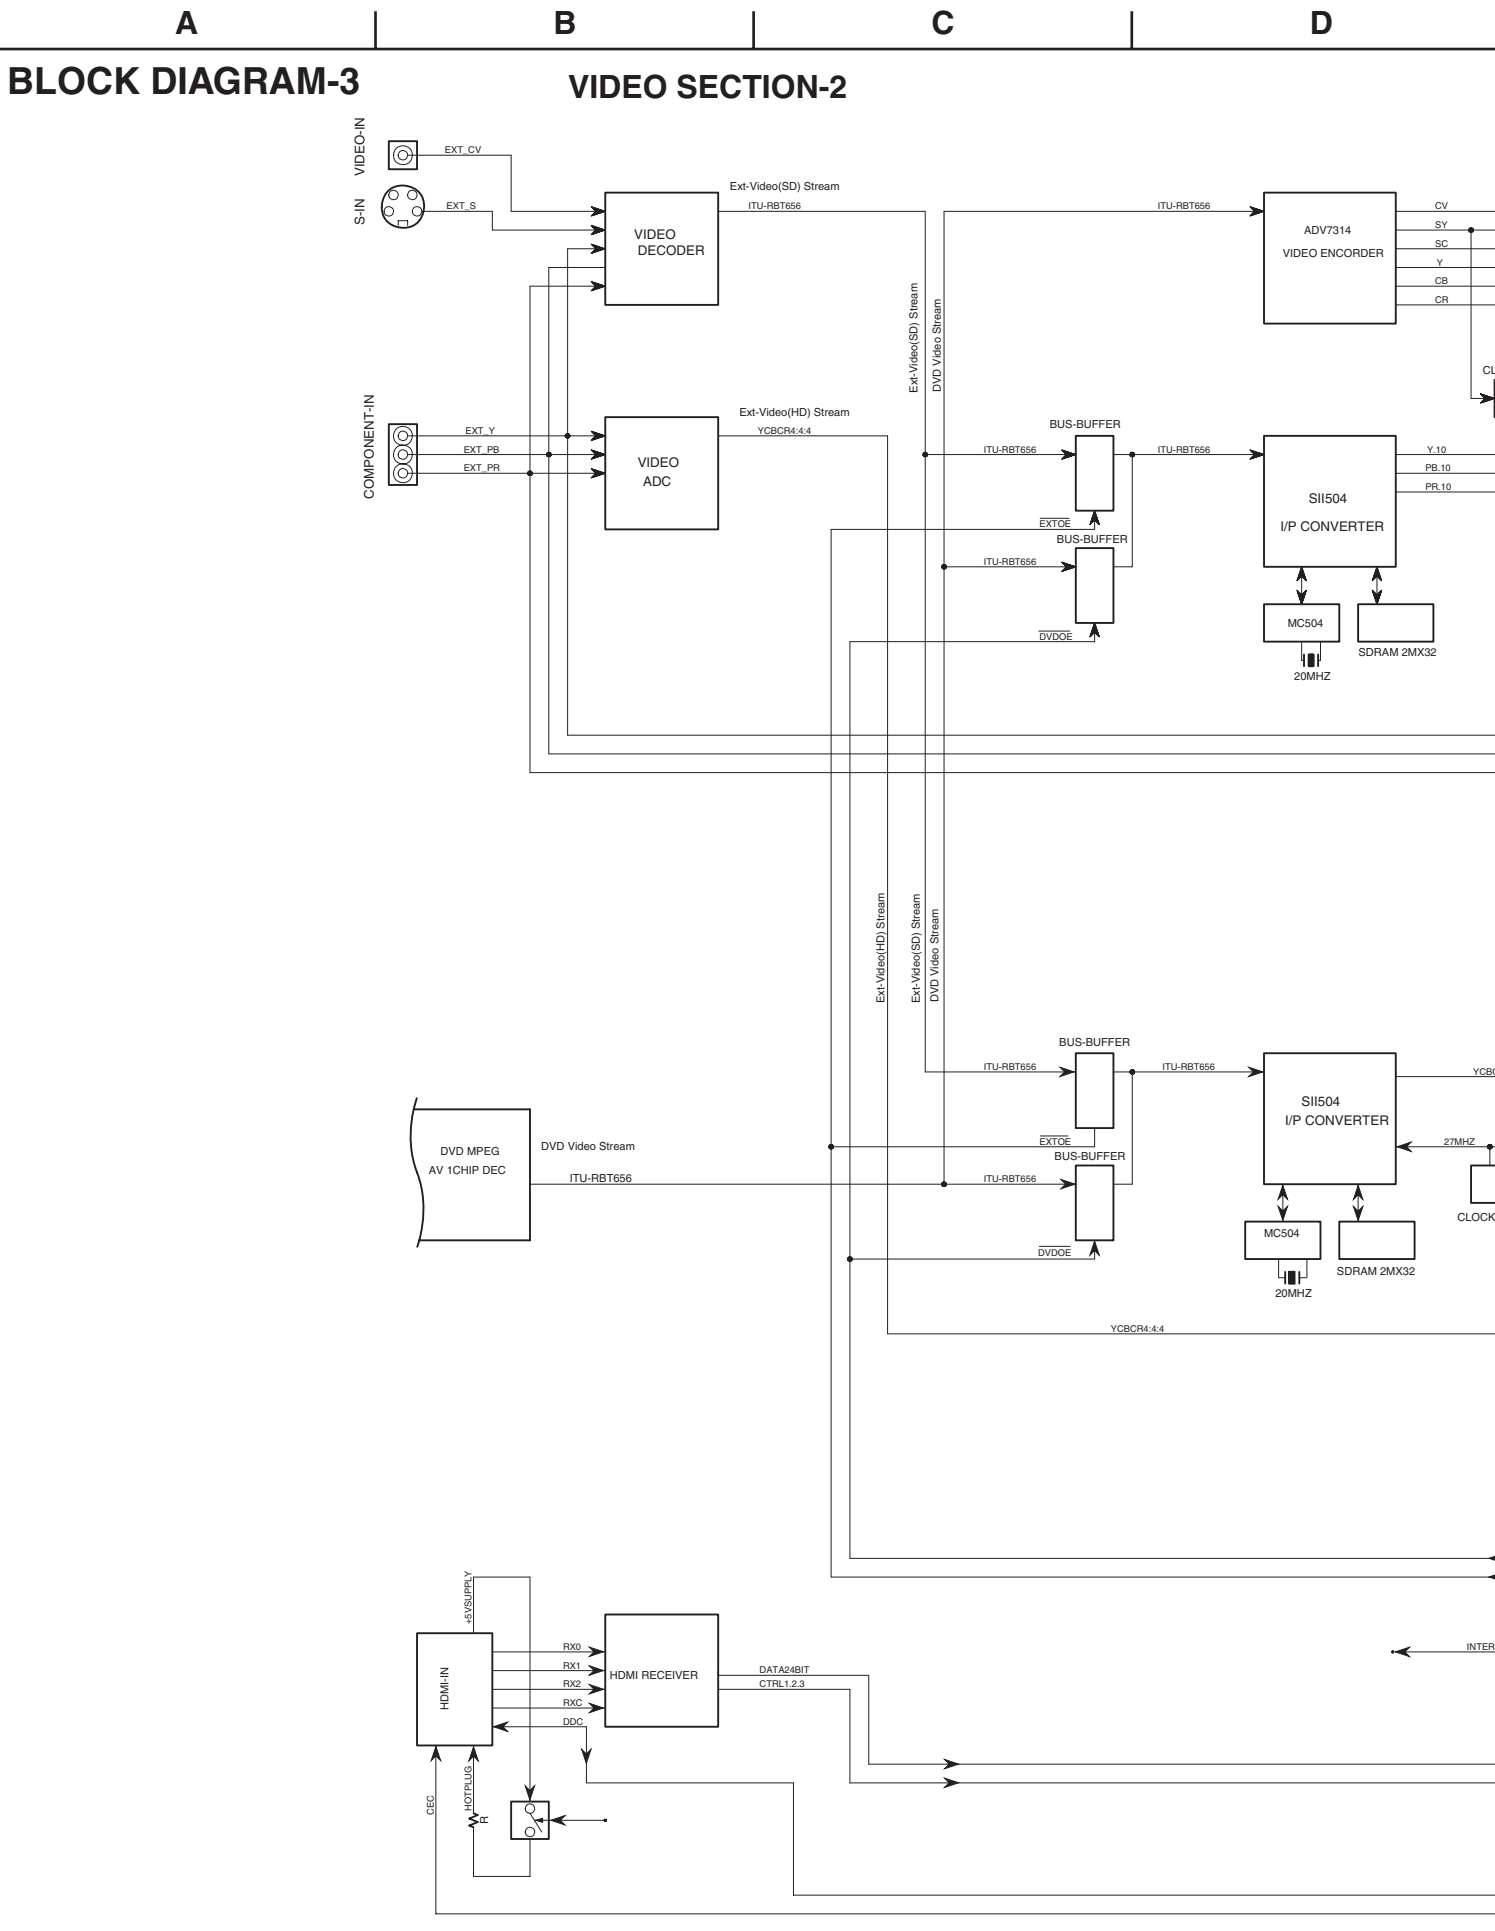 A B C D
BLOCK DIAGRAM-3
VIDEO SECTION-2
VIDEO-IN
EXT_CV
S-IN
EXT_S
VIDEO
DECODER
Ext-Video(SD) Stream
ITU-RBT656
ITU-RBT656
ADV7314
VIDEO ENCORDER
CV
SY
SC
Y
CB
CR
Ext-Video(SD) Stream
DVD Video Stream
CL
COMPONENT-IN
EXT_Y
EXT_PB
EXT_PR
VIDEO
ADC
Ext-Video(HD) Stream
YCBCR4:4:4
BUS-BUFFER
ITU-RBT656
ITU-RBT656
EXTOE
BUS-BUFFER
ITU-RBT656
DVDOE
SII504
I/P CONVERTER
Y.10
PB.10
PR.10
MC504
20MHZ
SDRAM 2MX32
Ext-Video(HD) Stream
Ext-Video(SD) Stream
DVD Video Stream
DVD MPEG
AV 1CHIP DEC
DVD Video Stream
ITU-RBT656
BUS-BUFFER
ITU-RBT656
ITU-RBT656
EXTOE
BUS-BUFFER
ITU-RBT656
DVDOE
SII504
I/P CONVERTER
YCBC
27MHZ
CLOCK
MC504
20MHZ
SDRAM 2MX32
YCBCR4:4:4
+5VSUPPLY
HDMI-IN
RX0
RX1
RX2
RXC
DDC
HDMI RECEIVER
DATA24BIT
CTRL1.2.3
INTER
CEC
HOTPLUG
R